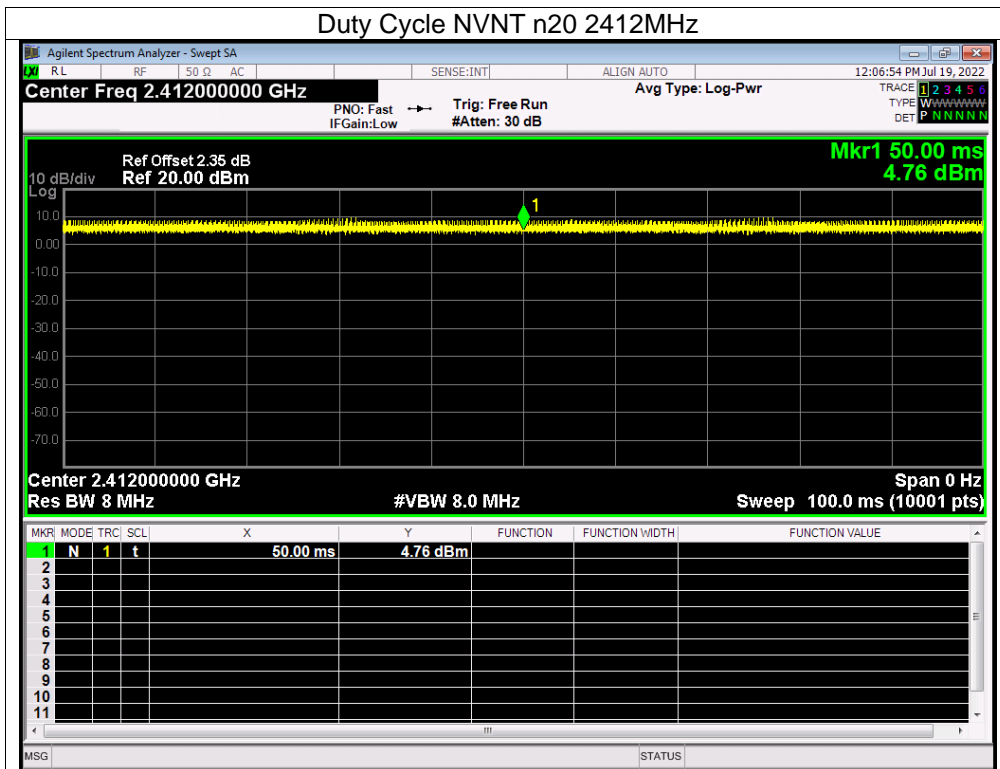 Duty Cycle NVNT n20 2412MHz
Agilent Spectrum Analyzer - Swept SA
LXI RL RF 50 Ω AC SENSE:INT ALIGN AUTO 12:06:54 PM Jul 19, 2022
Center Freq 2.412000000 GHz Avg Type: Log-Pwr TRACE 1 2 3 4 5 6
PNO: Fast Trig: Free Run TYPE WWWWWW
IFGain:Low #Atten: 30 dB DET P N N N N N
Mkr1 50.00 ms
Ref Offset 2.35 dB
10 dB/div Ref 20.00 dBm 4.76 dBm
Log
1
10.0
0.00
-10.0
-20.0
-30.0
-40.0
-50.0
-60.0
-70.0
Center 2.412000000 GHz Span 0 Hz
Res BW 8 MHz #VBW 8.0 MHz Sweep 100.0 ms (10001 pts)
MKR MODE TRC SCL X Y FUNCTION FUNCTION WIDTH FUNCTION VALUE
1 N 1 t 50.00 ms 4.76 dBm
2
3
4
5
6
7
8
9
10
11
MSG STATUS